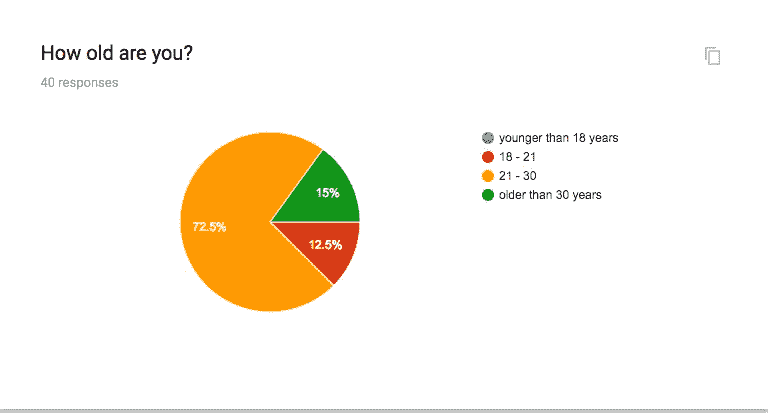 How old are you?
40 responses
younger than 18 years
18 - 21
21 - 30
older than 30 years
15%
72.5%
12.5%